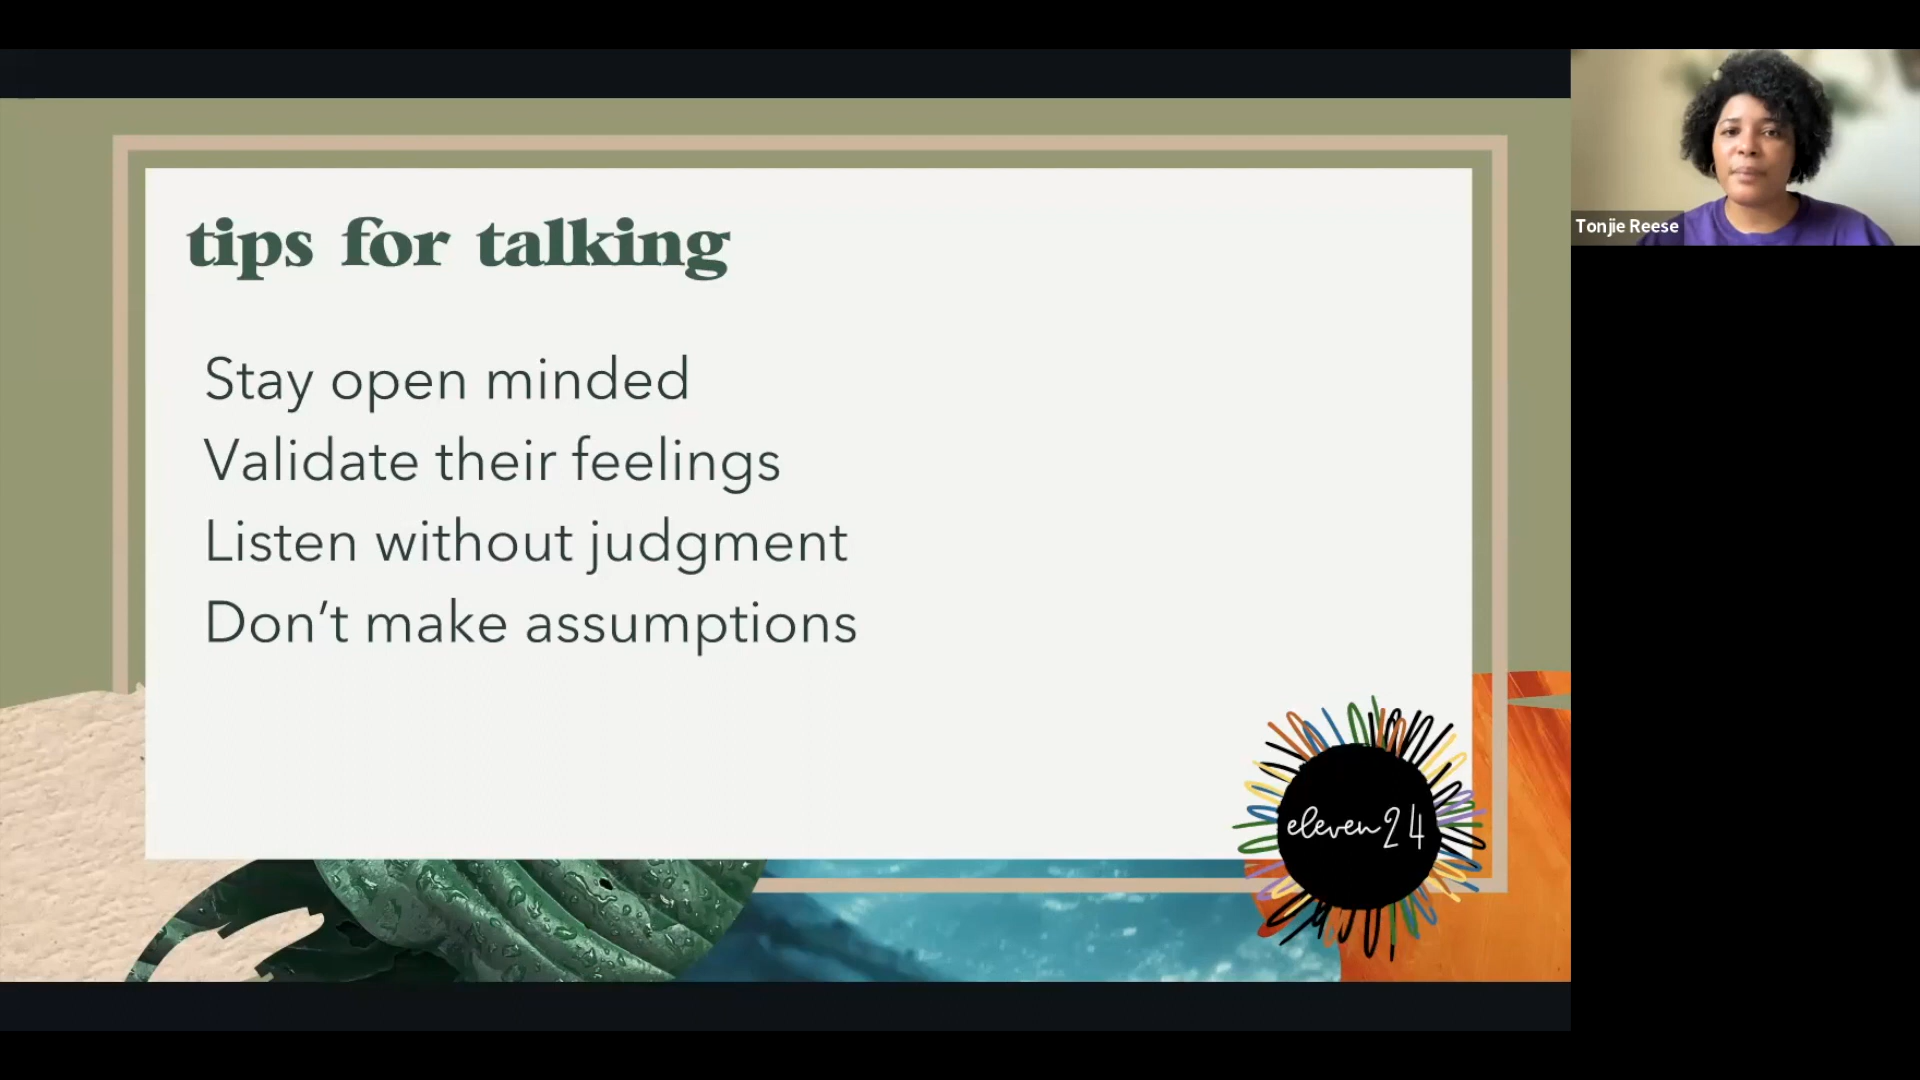 tips for talking
Stay open minded
Validate their feelings
Listen without judgment
Don’t make assumptions
eleven24
Tonjie Reese